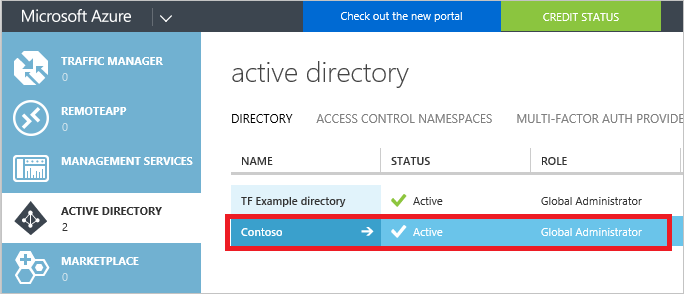 Microsoft Azure
Check out the new portal
CREDIT STATUS
TRAFFIC MANAGER
0
REMOTEAPP
0
MANAGEMENT SERVICES
ACTIVE DIRECTORY
2
MARKETPLACE
0
active directory
DIRECTORY ACCESS CONTROL NAMESPACES MULTI-FACTOR AUTH PROVIDE
NAME STATUS ROLE
TF Example directory Active Global Administrator
Contoso Active Global Administrator